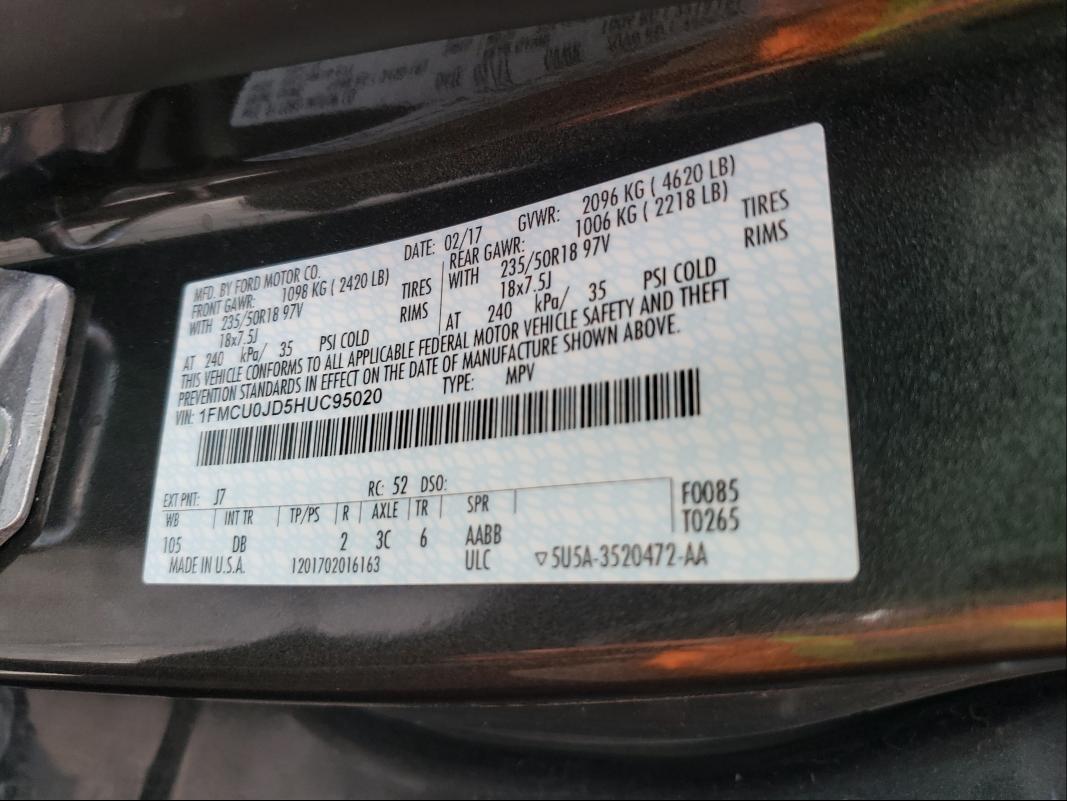 MFD. BY FORD MOTOR CO.
DATE: 02/17 GVWR: 2096 KG ( 4620 LB)
FRONT GAWR: 1098 KG ( 2420 LB)
WITH 235/50R18 97V TIRES
18x7.5J RIMS
AT 240 kPa/ 35 PSI COLD
REAR GAWR: 1006 KG ( 2218 LB)
WITH 235/50R18 97V TIRES
18x7.5J RIMS
AT 240 kPa/ 35 PSI COLD
THIS VEHICLE CONFORMS TO ALL APPLICABLE FEDERAL MOTOR VEHICLE SAFETY AND THEFT
PREVENTION STANDARDS IN EFFECT ON THE DATE OF MANUFACTURE SHOWN ABOVE.
VIN: 1FMCU0JD5HUC95020 TYPE: MPV
EXT PNT: J7 RC: 52 DSO:
WB INT TR TP/PS R AXLE TR SPR F0085
T0265
105 DB 2 3C 6 AABB
MADE IN U.S.A. 1201702016163 ULC ▽5U5A-3520472-AA